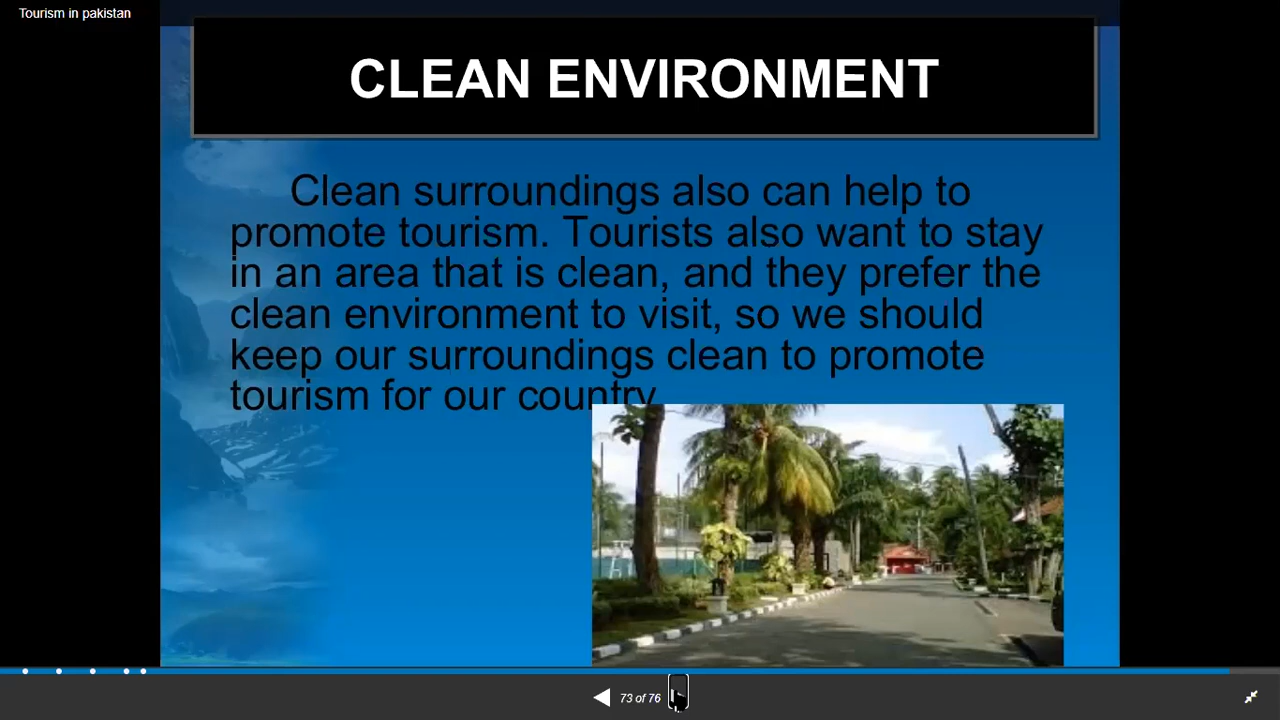 Tourism in pakistan
CLEAN ENVIRONMENT
Clean surroundings also can help to
promote tourism. Tourists also want to stay
in an area that is clean, and they prefer the
clean environment to visit, so we should
keep our surroundings clean to promote
tourism for our country
73 of 76